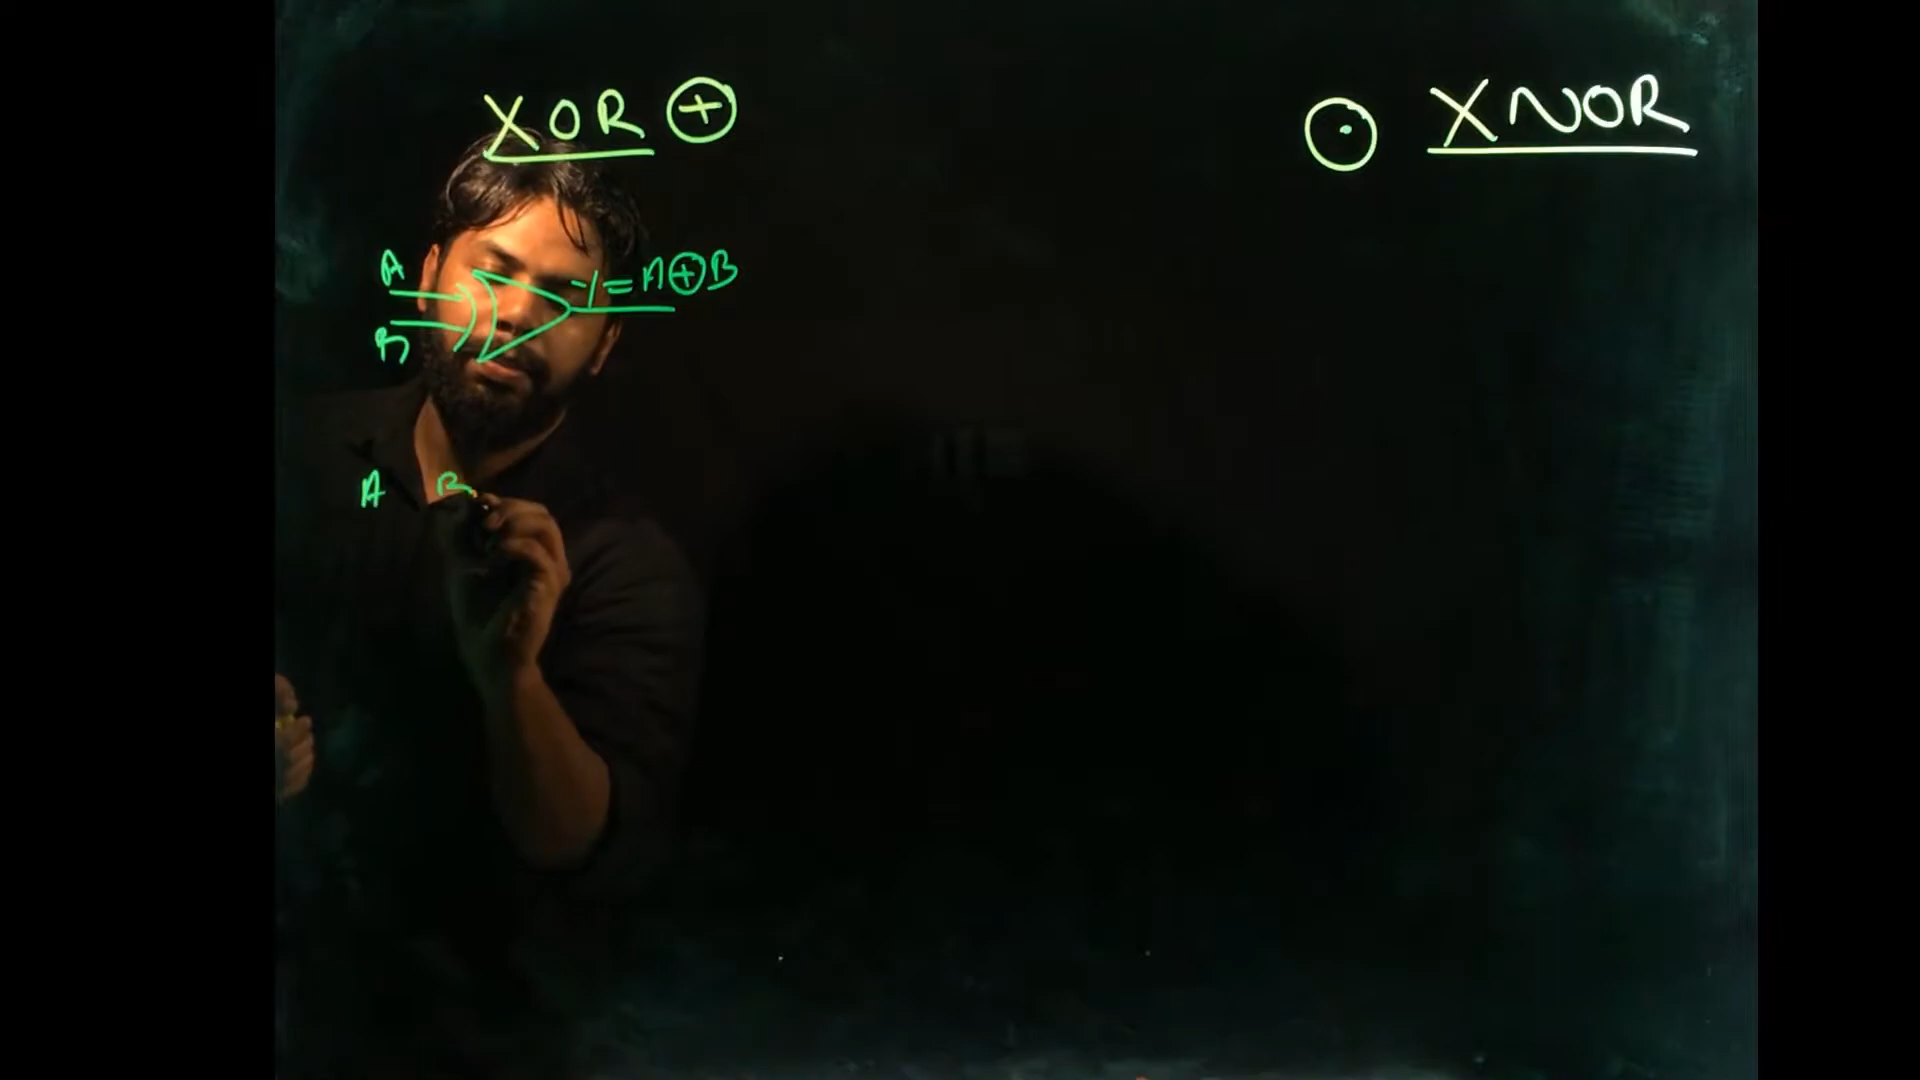 XOR ⊕
⊙ XNOR
A
B
Y = A⊕B
A B